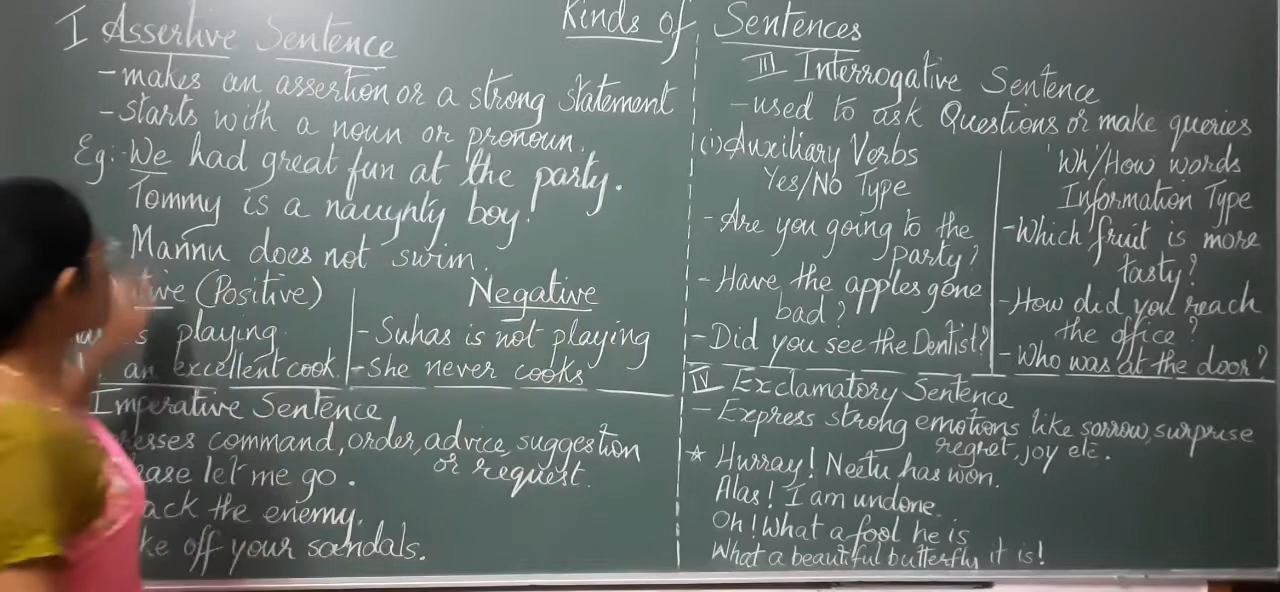 Kinds of Sentences
I Assertive Sentence
- makes an assertion or a strong statement
- starts with a noun or pronoun.
Eg:- We had great fun at the party.
Tommy is a naughty boy.
Mannu does not swim.
(Positive)
playing
an excellent cook.
Negative
- Suhas is not playing
- She never cooks
Imperative Sentence
command, order, advice, suggestion
or request.
let me go.
the enemy.
off your sandals.
III Interrogative Sentence
- used to ask Questions or make queries
(i) Auxiliary Verbs
Yes/No Type
- Are you going to the
party?
- Have the apples gone
bad?
- Did you see the Dentist?
'Wh'/How words
Information Type
- Which fruit is more
tasty?
- How did you reach
the office?
- Who was at the door?
IV Exclamatory Sentence
- Express strong emotions like sorrow, surprise
regret, joy etc.
* Hurray! Neetu has won.
Alas! I am undone.
Oh! What a fool he is
What a beautiful butterfly it is!